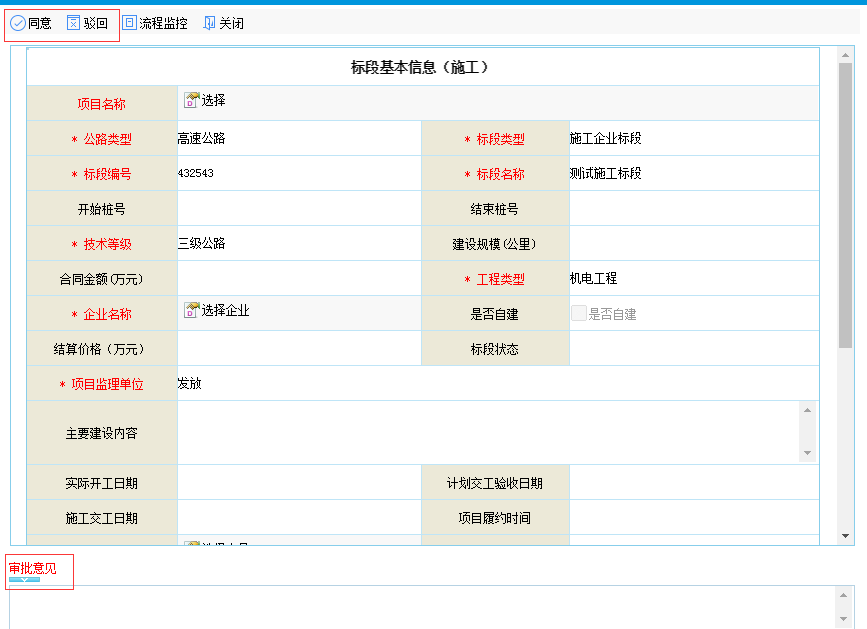 同意 驳回 流程监控 关闭
标段基本信息（施工）
项目名称 选择
* 公路类型 高速公路 * 标段类型 施工企业标段
* 标段编号 432543 * 标段名称 测试施工标段
开始桩号 结束桩号
* 技术等级 三级公路 建设规模(公里)
合同金额(万元) * 工程类型 机电工程
* 企业名称 选择企业 是否自建 是否自建
结算价格（万元） 标段状态
* 项目监理单位 发放
主要建设内容
实际开工日期 计划交工验收日期
施工交工日期 项目履约时间
审批意见